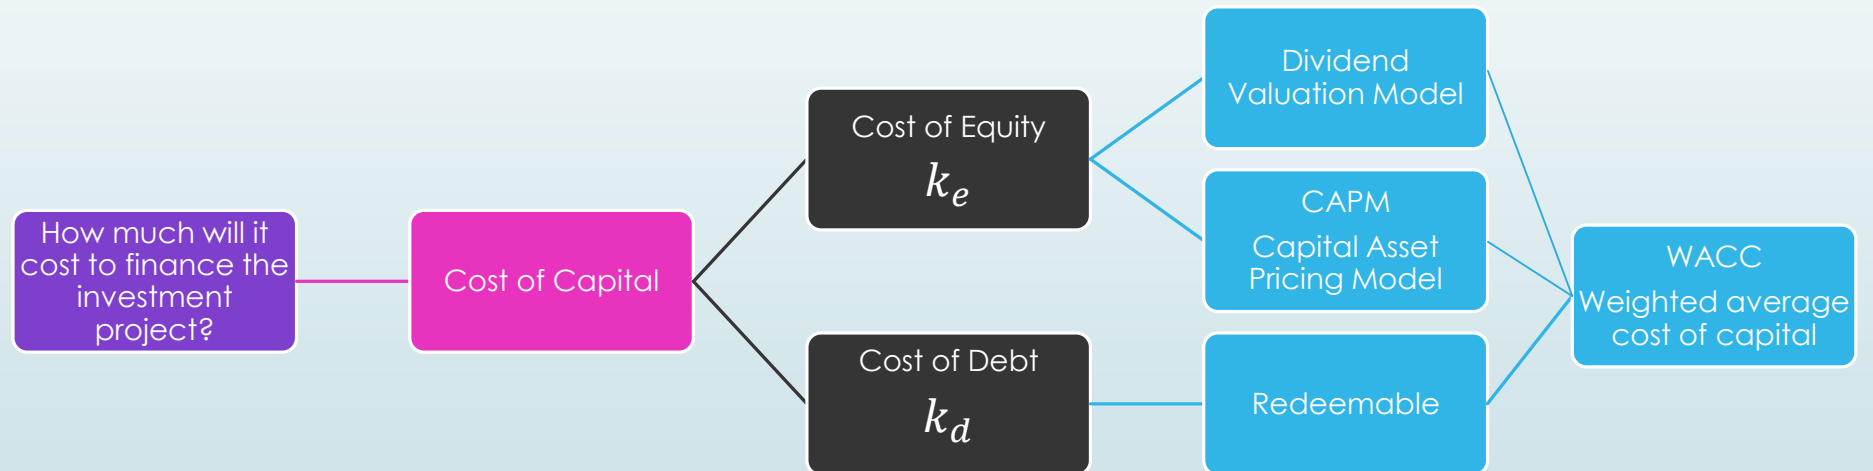 How much will it
cost to finance the
investment
project?
Cost of Capital
Cost of Equity
kₑ
Cost of Debt
k_d
Dividend
Valuation Model
CAPM
Capital Asset
Pricing Model
Redeemable
WACC
Weighted average
cost of capital